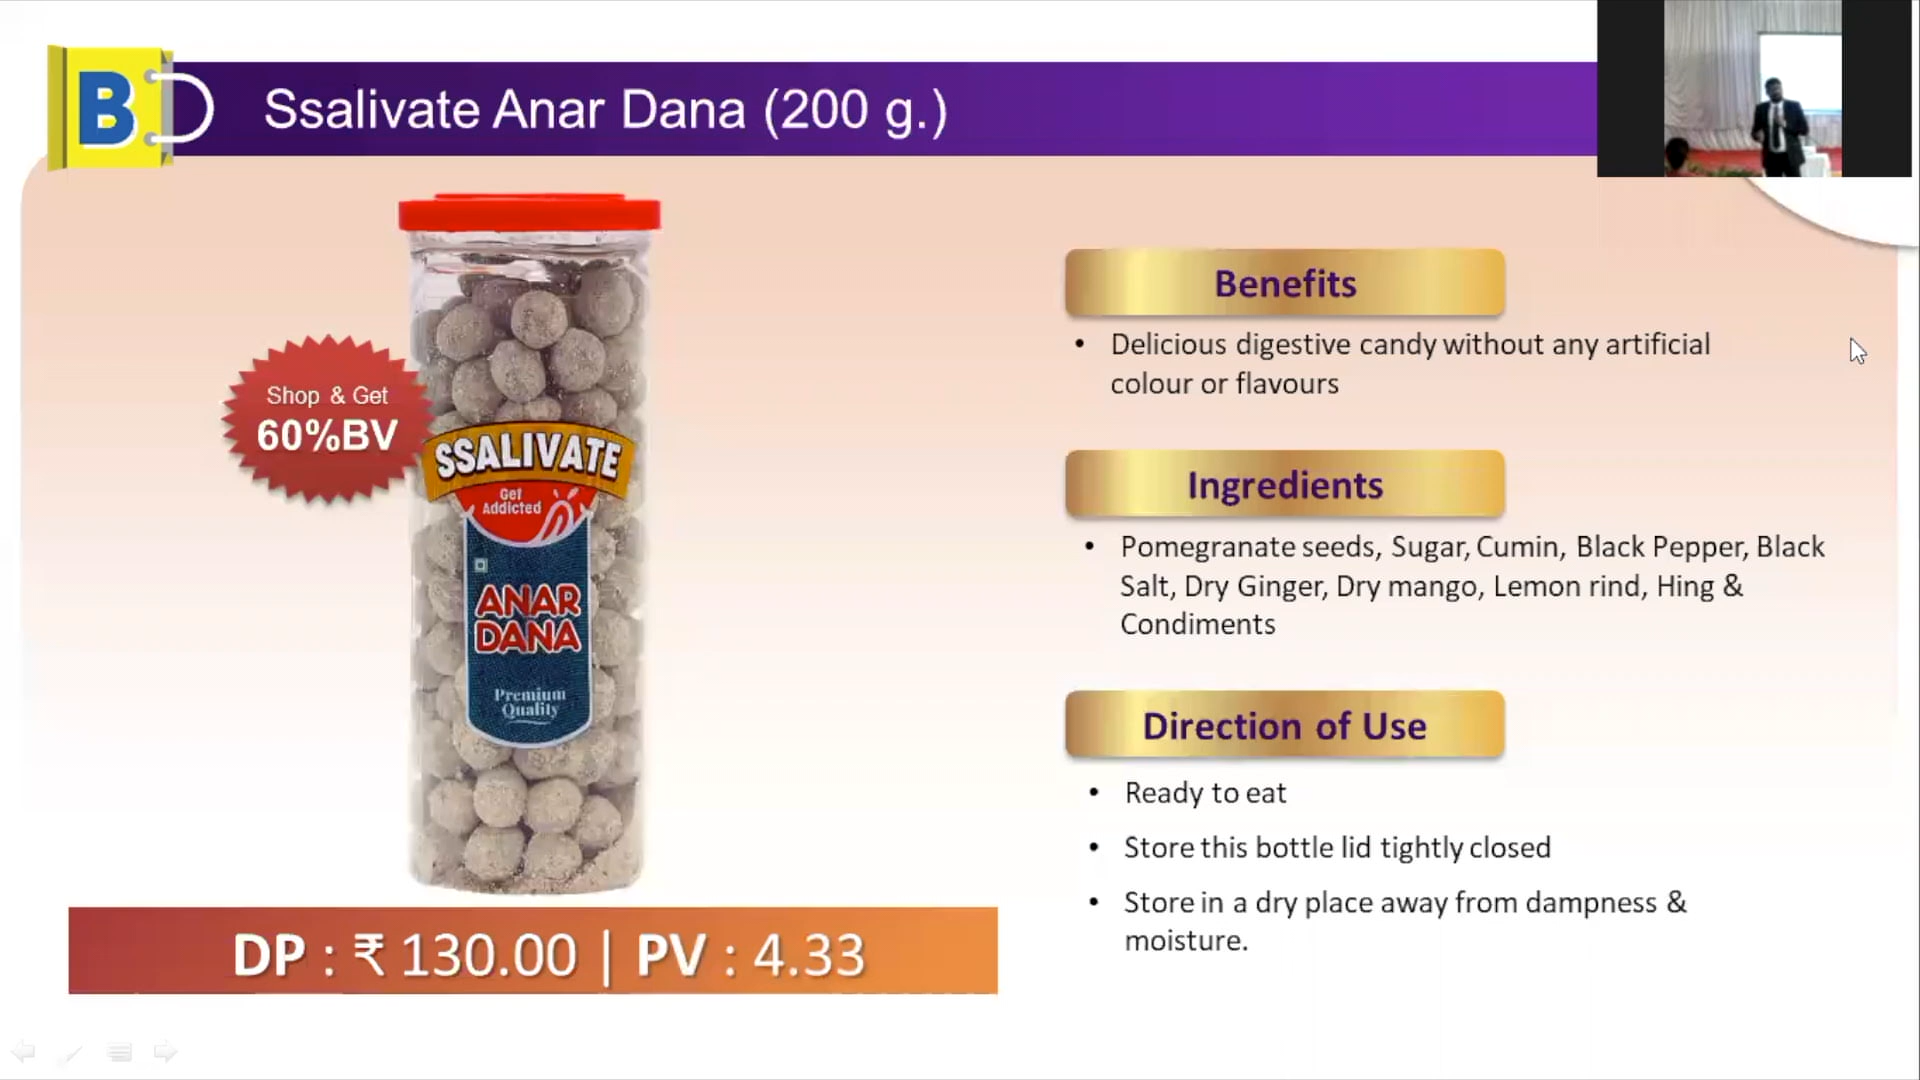 B
Ssalivate Anar Dana (200 g.)
Shop & Get
60%BV
SSALIVATE
Get
Addicted
ANAR
DANA
Premium
Quality
DP : ₹ 130.00 | PV : 4.33
Benefits
• Delicious digestive candy without any artificial
colour or flavours
Ingredients
• Pomegranate seeds, Sugar, Cumin, Black Pepper, Black
Salt, Dry Ginger, Dry mango, Lemon rind, Hing &
Condiments
Direction of Use
• Ready to eat
• Store this bottle lid tightly closed
• Store in a dry place away from dampness &
moisture.